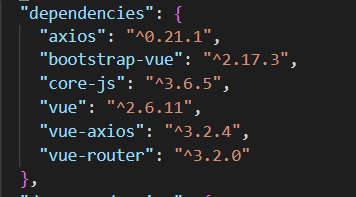 "dependencies": {
"axios": "^0.21.1",
"bootstrap-vue": "^2.17.3",
"core-js": "^3.6.5",
"vue": "^2.6.11",
"vue-axios": "^3.2.4",
"vue-router": "^3.2.0"
},